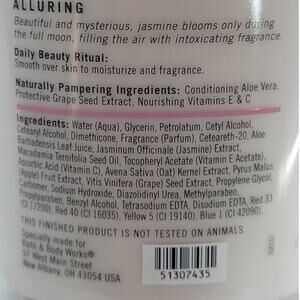 ALLURING
Beautiful and mysterious, jasmine blooms only during
the full moon, filling the air with intoxicating fragrance.
Daily Beauty Ritual:
Smooth over skin to moisturize and fragrance.
Naturally Pampering Ingredients: Conditioning Aloe Vera,
Protective Grape Seed Extract, Nourishing Vitamins E & C
Ingredients: Water (Aqua), Glycerin, Petrolatum, Cetyl Alcohol,
Cetearyl Alcohol, Dimethicone, Fragrance (Parfum), Ceteareth-20, Aloe
Barbadensis Leaf Juice, Jasminum Officinale (Jasmine) Extract,
Macadamia Ternifolia Seed Oil, Tocopheryl Acetate (Vitamin E Acetate),
Ascorbic Acid (Vitamin C), Avena Sativa (Oat) Kernel Extract, Pyrus Malus
(Apple) Fruit Extract, Vitis Vinifera (Grape) Seed Extract, Propylene Glycol,
Carbomer, Sodium Hydroxide, Diazolidinyl Urea, Methylparaben,
Propylparaben, Benzyl Alcohol, Tetrasodium EDTA, Disodium EDTA, Red 33
(CI 17200), Red 40 (CI 16035), Yellow 5 (CI 19140), Blue 1 (CI 42090).
THIS FINISHED PRODUCT IS NOT TESTED ON ANIMALS.
Specially made for
Bath & Body Works®
97 West Main Street
New Albany, OH 43054 USA
51307435